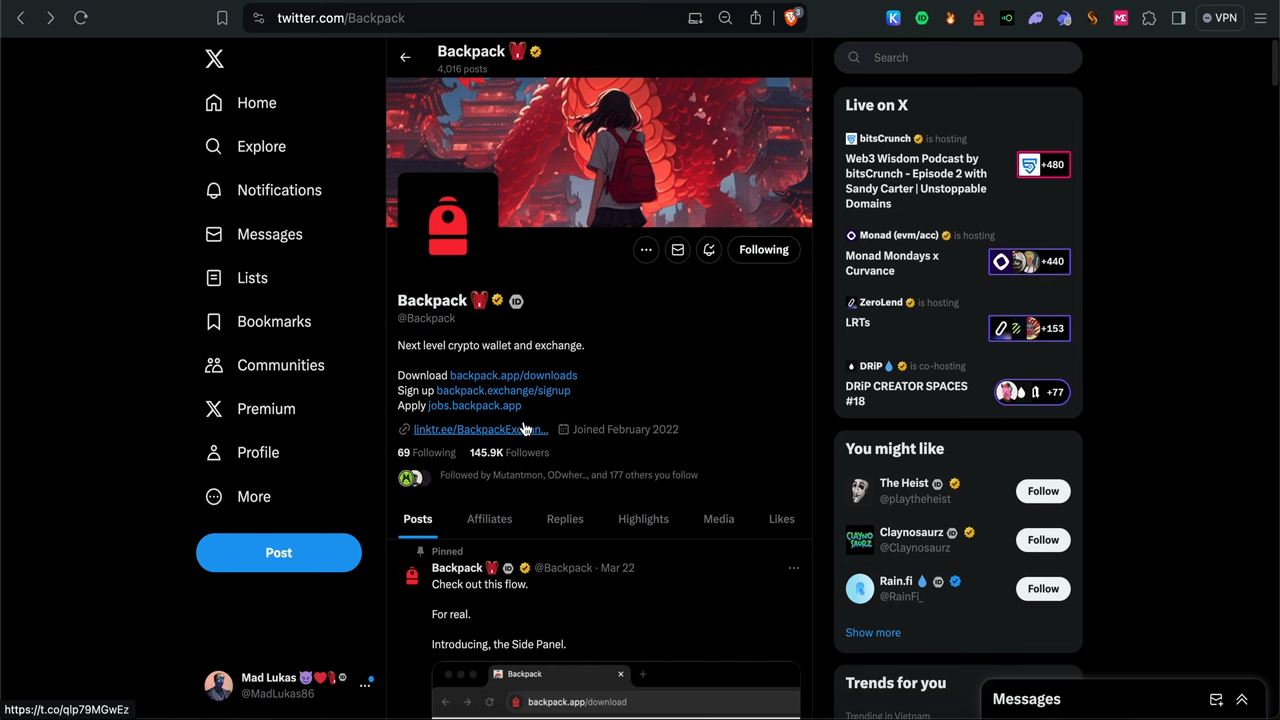 twitter.com/Backpack
3
VPN
Home
Explore
Notifications
Messages
Lists
Bookmarks
Communities
Premium
Profile
More
Post
Mad Lukas
@MadLukas86
https://t.co/qlp79MGwEz
Backpack
4,016 posts
Following
Backpack
@Backpack
Next level crypto wallet and exchange.
Download backpack.app/downloads
Sign up backpack.exchange/signup
Apply jobs.backpack.app
linktr.ee/BackpackExchan...
Joined February 2022
69 Following 145.9K Followers
Followed by Mutantmon, ODwher.., and 177 others you follow
Posts Affiliates Replies Highlights Media Likes
Pinned
Backpack @Backpack · Mar 22
Check out this flow.
For real.
Introducing, the Side Panel.
Backpack
backpack.app/download
Search
Live on X
bitsCrunch is hosting
Web3 Wisdom Podcast by
bitsCrunch - Episode 2 with
Sandy Carter | Unstoppable
Domains
+480
Monad (evm/acc) is hosting
Monad Mondays x
Curvance
+440
ZeroLend is hosting
LRTs
+153
DRiP is co-hosting
DRiP CREATOR SPACES
#18
+77
You might like
The Heist
@playtheheist
Follow
Claynosaurz
@Claynosaurz
Follow
Rain.fi
@RainFi_
Follow
Show more
Trends for you
Trending in Vietnam
Messages